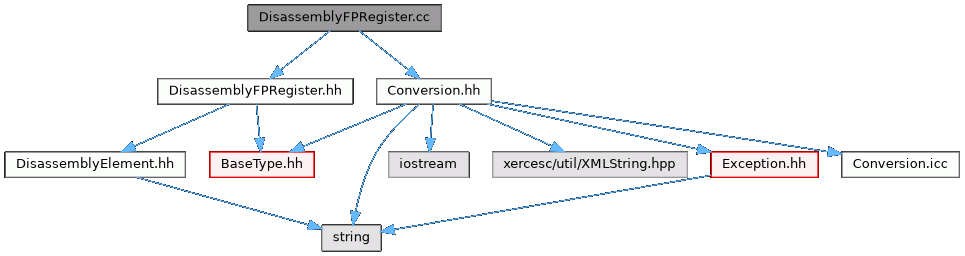 DisassemblyFPRegister.cc
DisassemblyFPRegister.hh
Conversion.hh
DisassemblyElement.hh
BaseType.hh
iostream
xercesc/util/XMLString.hpp
Exception.hh
Conversion.icc
string